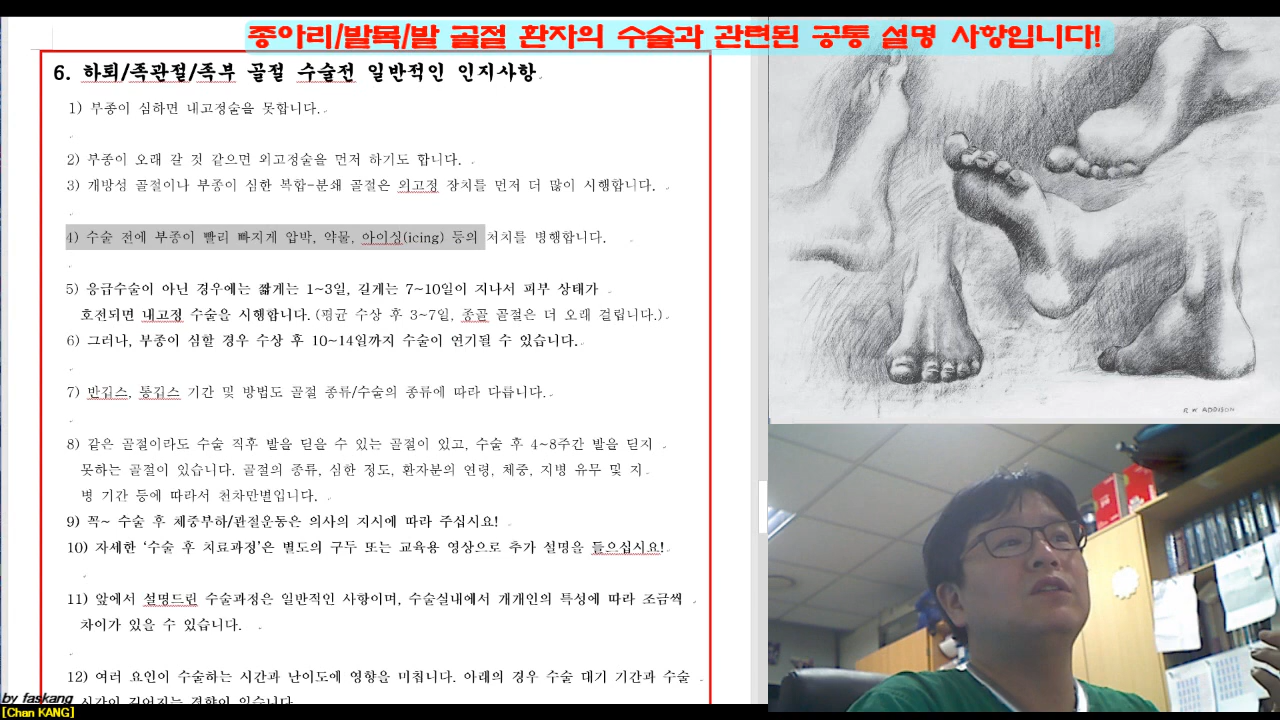 종아리/발목/발 골절 환자의 수술과 관련된 공통 설명 사항입니다!
6. 하퇴/족관절/족부 골절 수술전 일반적인 인지사항
1) 부종이 심하면 내고정술을 못합니다.
2) 부종이 오래 갈 것 같으면 외고정술을 먼저 하기도 합니다.
3) 개방성 골절이나 부종이 심한 복합-분쇄 골절은 외고정 장치를 먼저 더 많이 시행합니다.
4) 수술 전에 부종이 빨리 빠지게 압박, 약물, 아이싱(icing) 등의 처치를 병행합니다.
5) 응급수술이 아닌 경우에는 짧게는 1~3일, 길게는 7~10일이 지나서 피부 상태가
호전되면 내고정 수술을 시행합니다. (평균 수상 후 3~7일, 종골 골절은 더 오래 걸립니다.)
6) 그러나, 부종이 심할 경우 수상 후 10~14일까지 수술이 연기될 수 있습니다.
7) 반깁스, 통깁스 기간 및 방법도 골절 종류/수술의 종류에 따라 다릅니다.
8) 같은 골절이라도 수술 직후 발을 딛을 수 있는 골절이 있고, 수술 후 4~8주간 발을 딛지
못하는 골절이 있습니다. 골절의 종류, 심한 정도, 환자분의 연령, 체중, 지병 유무 및 지
병 기간 등에 따라서 천차만별입니다.
9) 꼭~ 수술 후 체중부하/관절운동은 의사의 지시에 따라 주십시요!
10) 자세한 '수술 후 치료과정'은 별도의 구두 또는 교육용 영상으로 추가 설명을 들으십시요!
11) 앞에서 설명드린 수술과정은 일반적인 사항이며, 수술실내에서 개개인의 특성에 따라 조금씩
차이가 있을 수 있습니다.
12) 여러 요인이 수술하는 시간과 난이도에 영향을 미칩니다. 아래의 경우 수술 대기 기간과 수술
시간이 길어지는 경향이 있습니다.
R W ADDISON
by faskang
[Chan KANG]